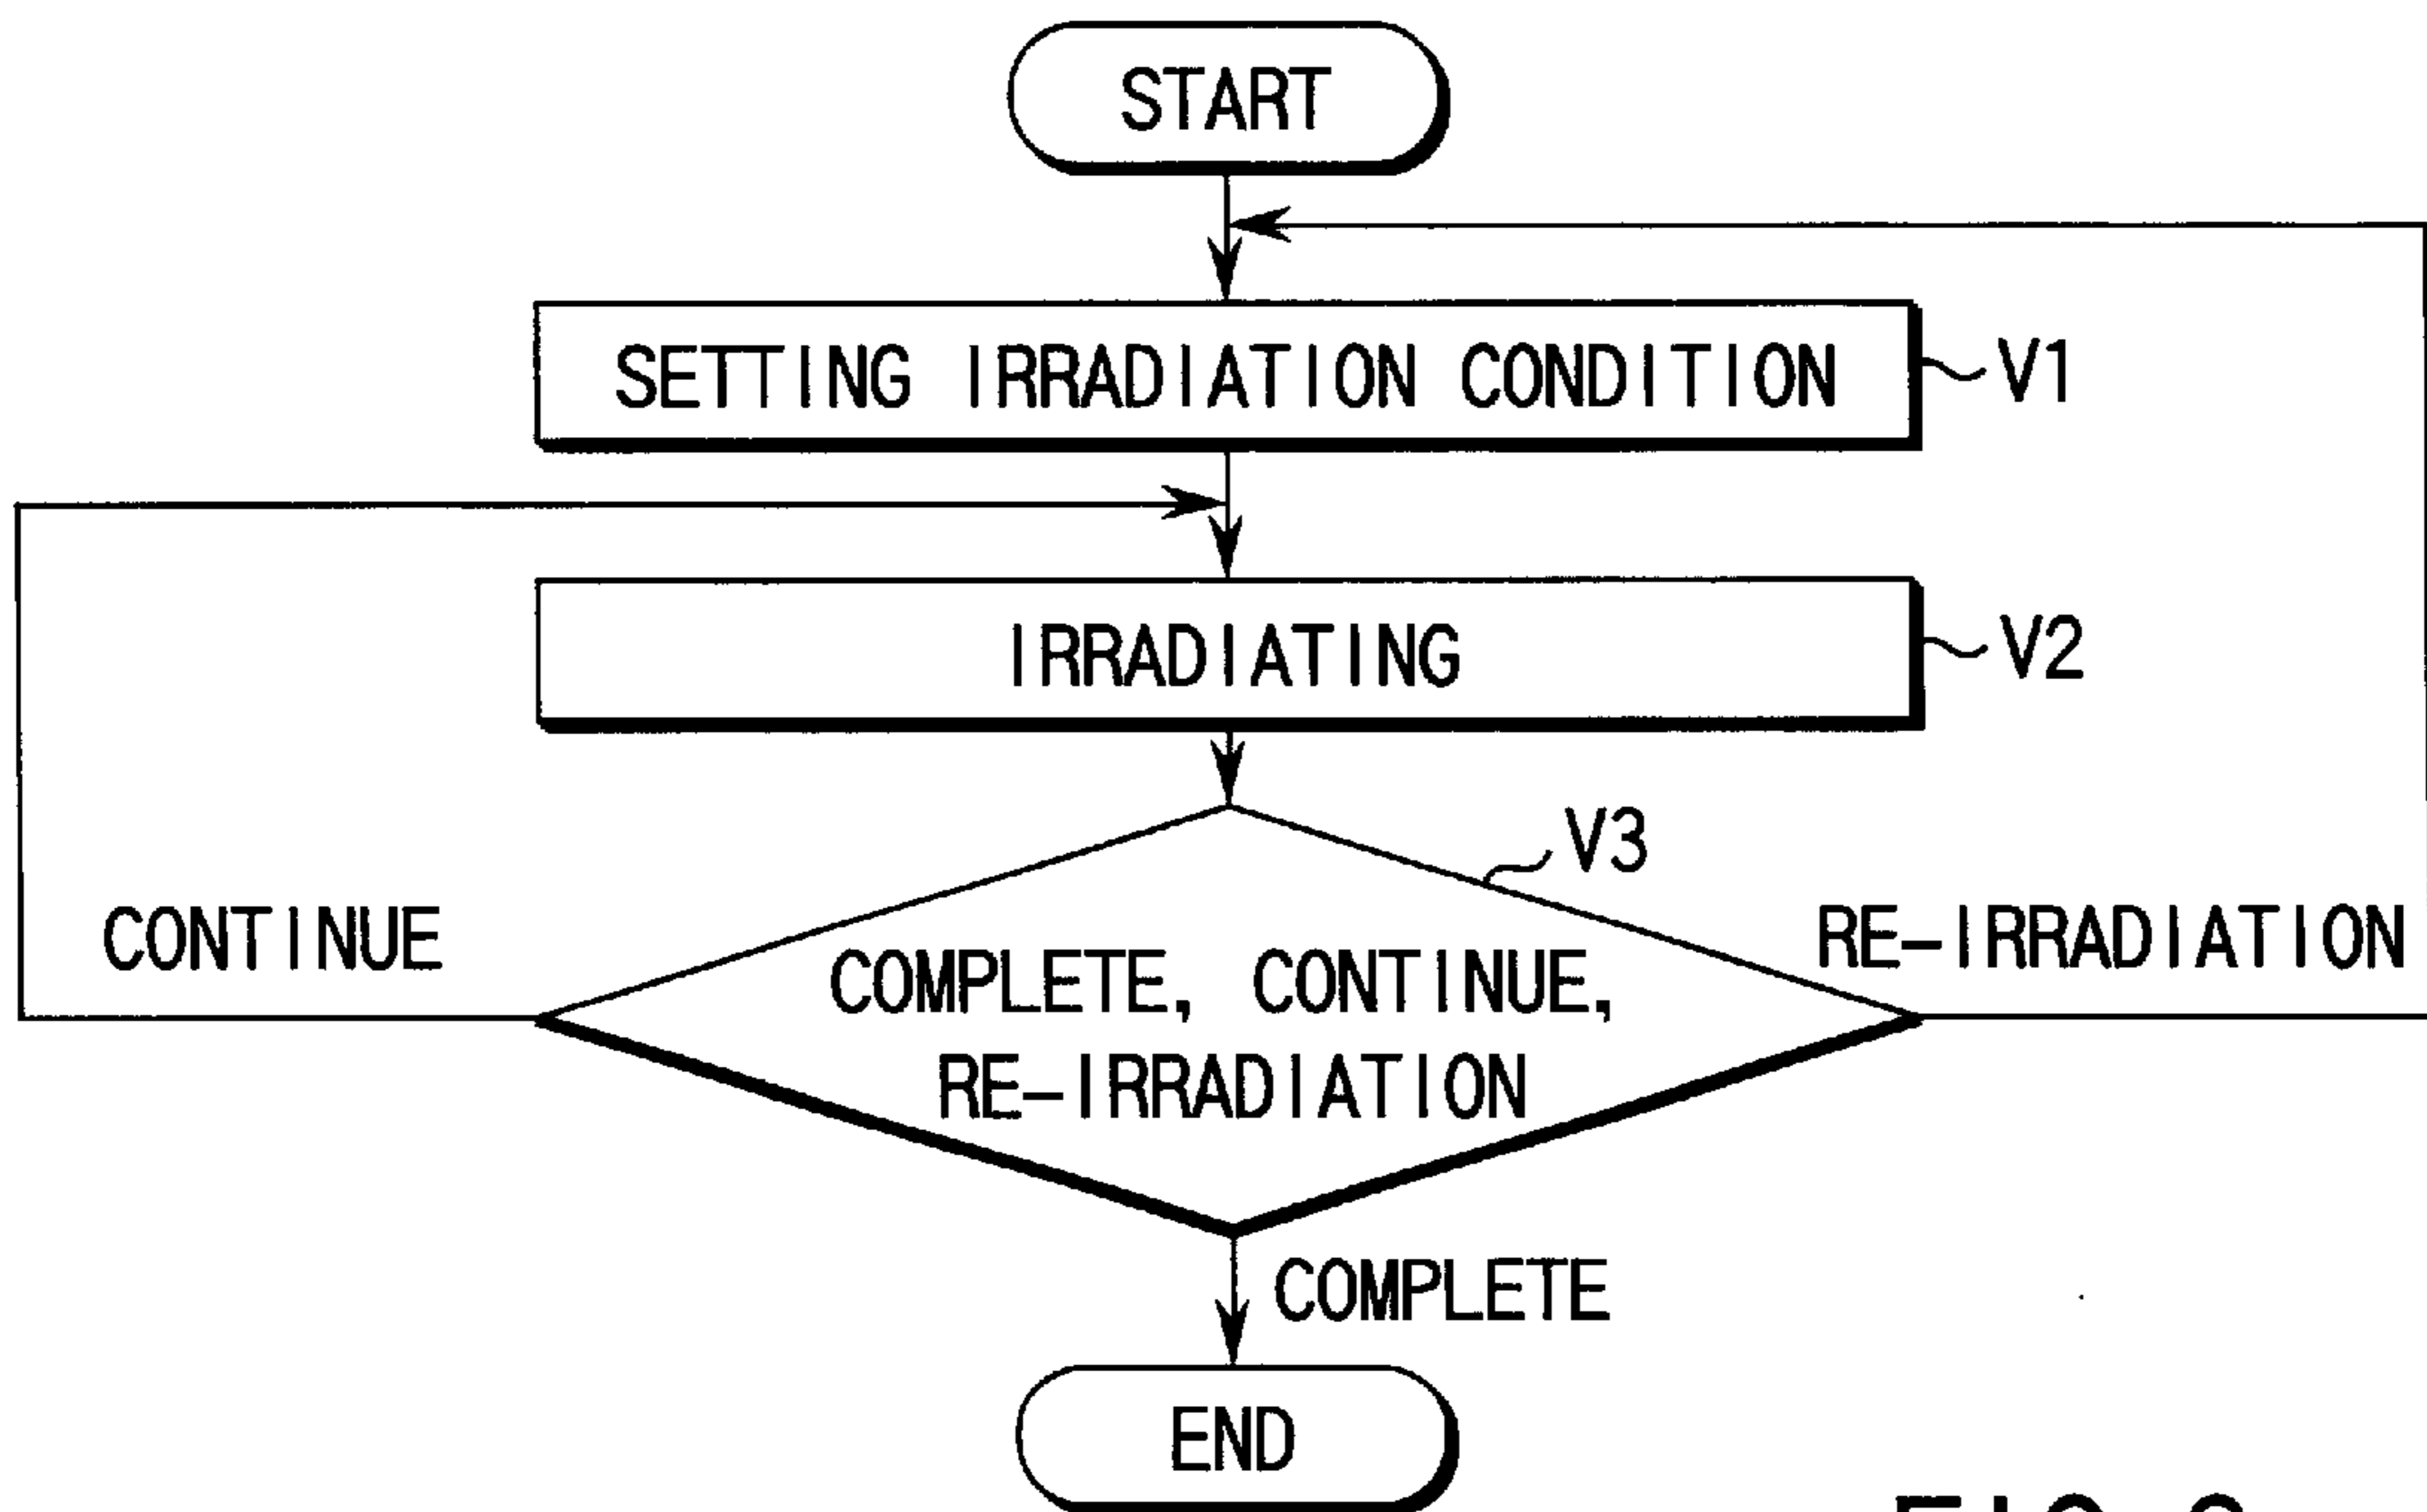 START
SETTING IRRADIATION CONDITION
V1
IRRADIATING
V2
V3
CONTINUE
RE-IRRADIATION
COMPLETE, CONTINUE,
RE-IRRADIATION
COMPLETE
END